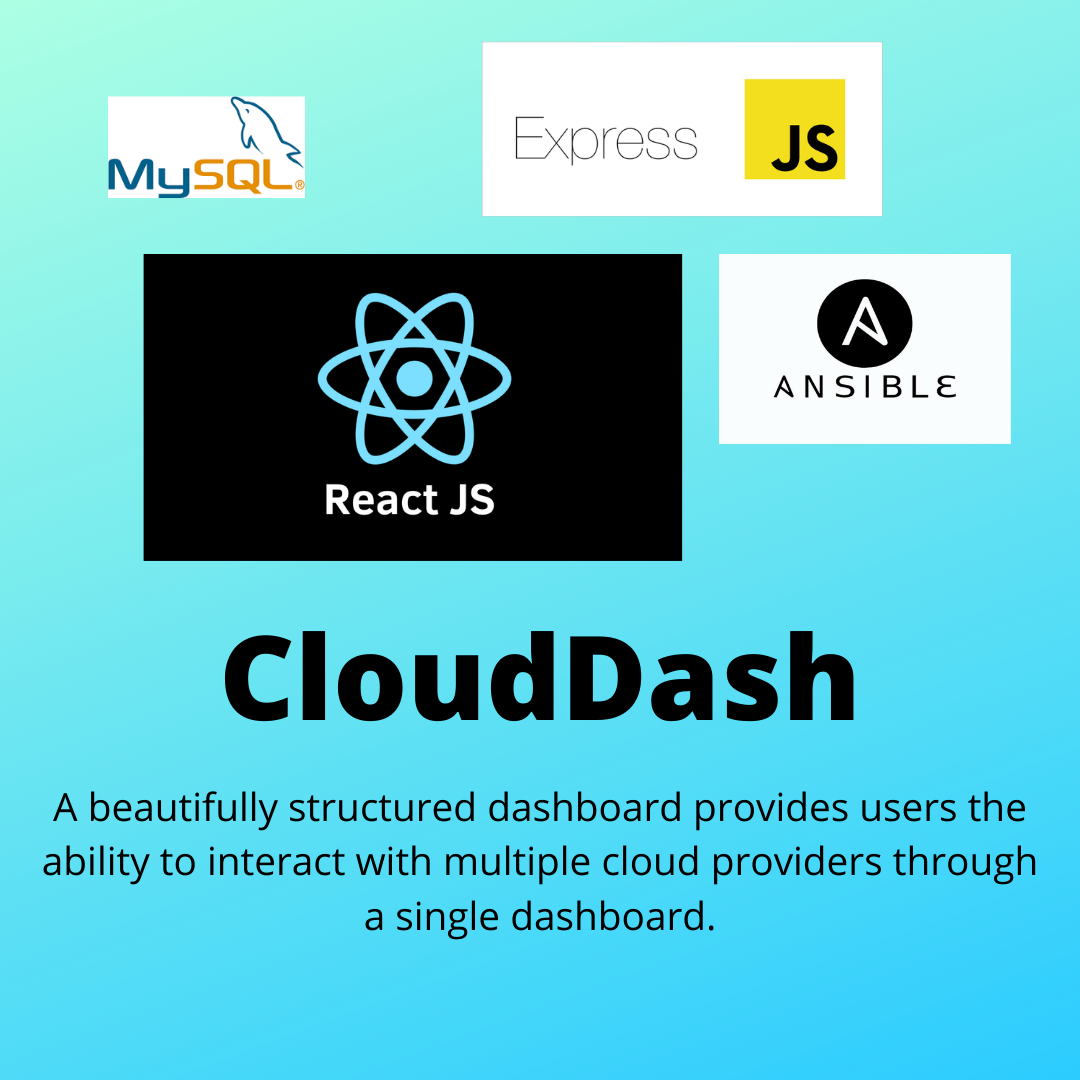 MySQL®
Express
JS
React JS
ANSIBLE
CloudDash
A beautifully structured dashboard provides users the
ability to interact with multiple cloud providers through
a single dashboard.